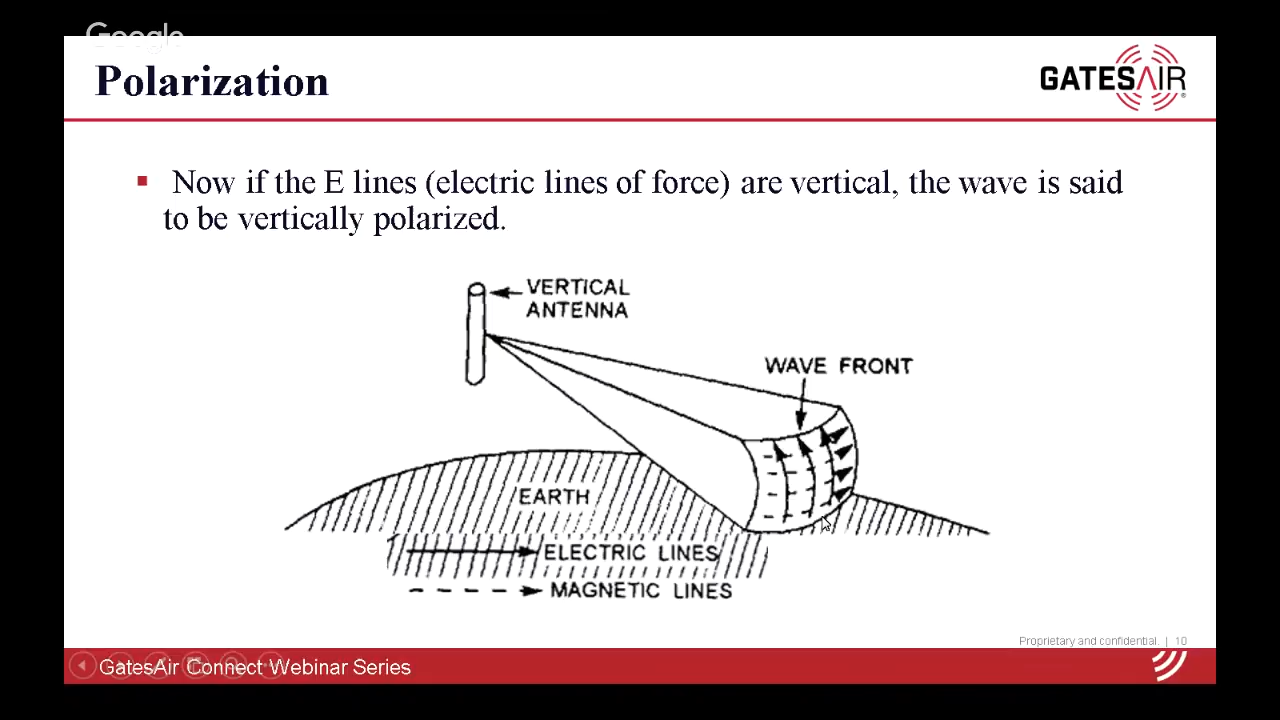 Google
Polarization
GATESAIR
Now if the E lines (electric lines of force) are vertical, the wave is said
to be vertically polarized.
VERTICAL
ANTENNA
WAVE FRONT
EARTH
ELECTRIC LINES
MAGNETIC LINES
Proprietary and confidential. | 10
GatesAir Connect Webinar Series